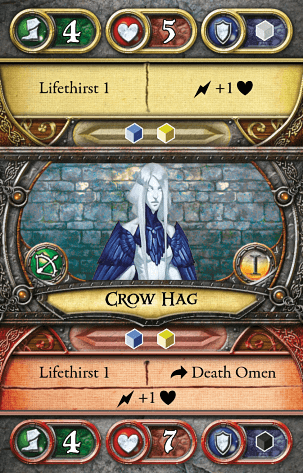 4 5
Lifethirst 1 +1
I
CROW HAG
Lifethirst 1 Death Omen
+1
4 7